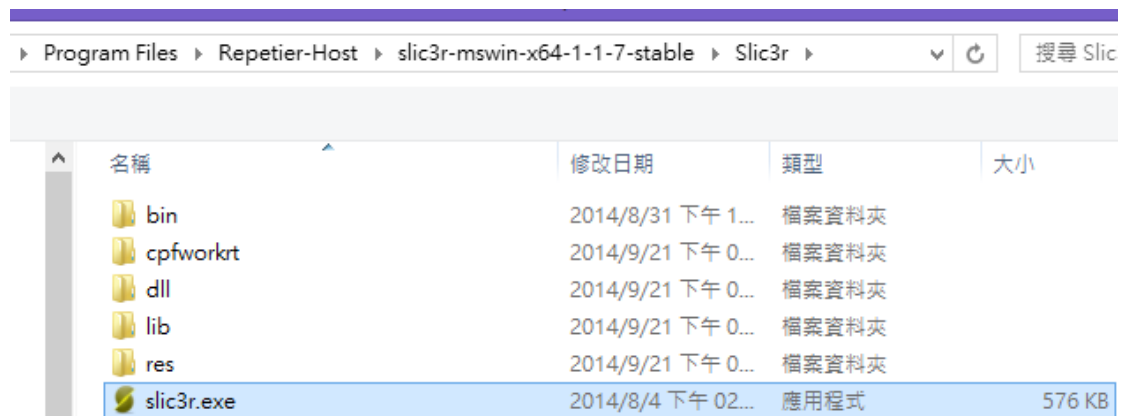 Program Files Repetier-Host slic3r-mswin-x64-1-1-7-stable Slic3r 搜尋 Slic
名稱 修改日期 類型 大小
bin 2014/8/31 下午 1... 檔案資料夾
cpfworkrt 2014/9/21 下午 0... 檔案資料夾
dll 2014/9/21 下午 0... 檔案資料夾
lib 2014/9/21 下午 0... 檔案資料夾
res 2014/9/21 下午 0... 檔案資料夾
slic3r.exe 2014/8/4 下午 02... 應用程式 576 KB